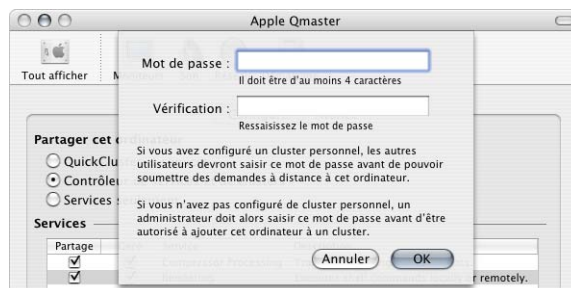 Apple Qmaster
Tout afficher
Mot de passe :
Il doit être d'au moins 4 caractères
Vérification :
Ressaisissez le mot de passe
Partager cet
QuickClu
Contrôle
Services
Services
Partage
Si vous avez configuré un cluster personnel, les autres
utilisateurs devront saisir ce mot de passe avant de pouvoir
soumettre des demandes à distance à cet ordinateur.
Si vous n'avez pas configuré de cluster personnel, un
administrateur doit alors saisir ce mot de passe avant d'être
autorisé à ajouter cet ordinateur à un cluster.
Annuler
OK
r remotely.